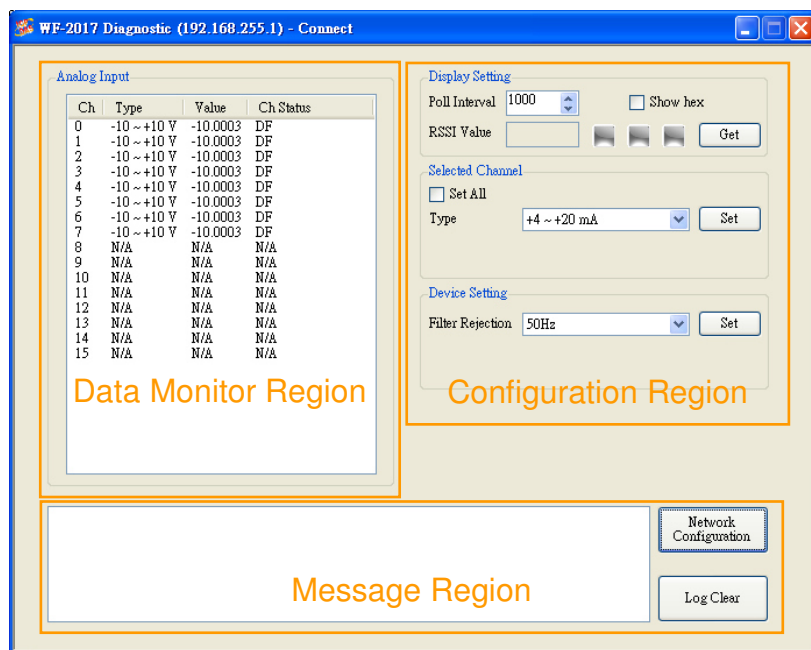 WF-2017 Diagnostic (192.168.255.1) - Connect
Analog Input
Ch Type Value Ch Status
0 -10 ~ +10 V -10.0003 DF
1 -10 ~ +10 V -10.0003 DF
2 -10 ~ +10 V -10.0003 DF
3 -10 ~ +10 V -10.0003 DF
4 -10 ~ +10 V -10.0003 DF
5 -10 ~ +10 V -10.0003 DF
6 -10 ~ +10 V -10.0003 DF
7 -10 ~ +10 V -10.0003 DF
8 N/A N/A N/A
9 N/A N/A N/A
10 N/A N/A N/A
11 N/A N/A N/A
12 N/A N/A N/A
13 N/A N/A N/A
14 N/A N/A N/A
15 N/A N/A N/A
Data Monitor Region
Display Setting
Poll Interval 1000 Show hex
RSSI Value Get
Selected Channel
Set All
Type +4 ~ +20 mA Set
Device Setting
Filter Rejection 50Hz Set
Configuration Region
Message Region
Network
Configuration
Log Clear